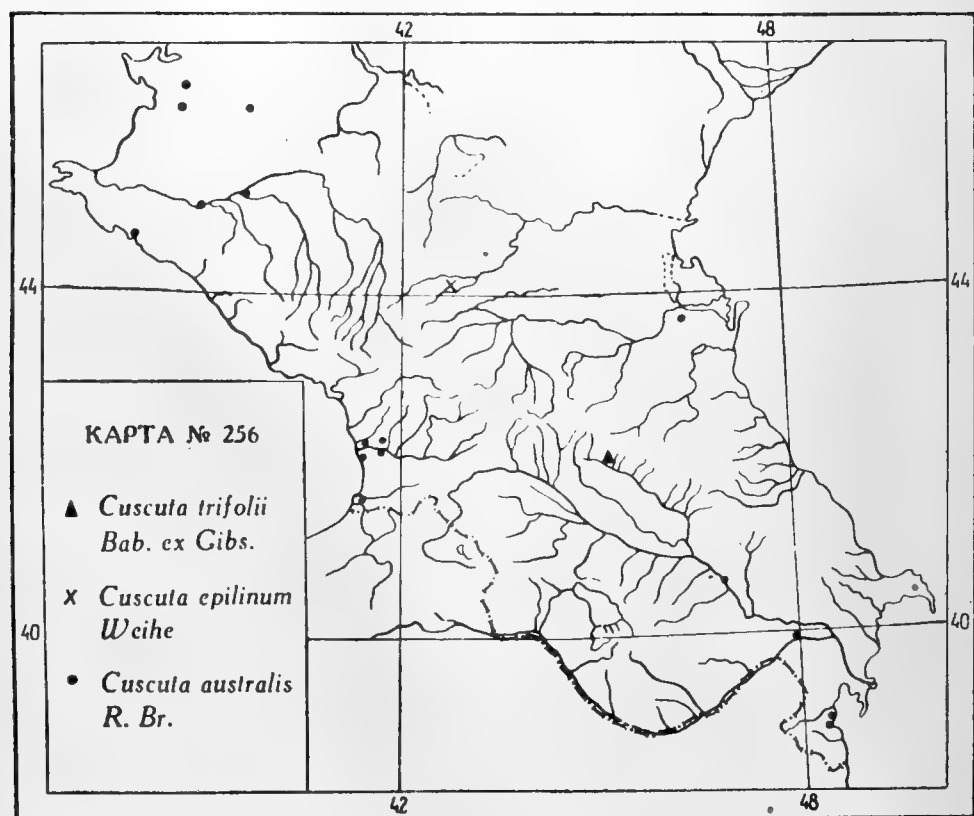 42 48
44 44
КАРТА № 256
▲ Cuscuta trifolii
Bab. ex Gibs.
x Cuscuta epilinum
Weihe
• Cuscuta australis
R. Br.
40 40
42 48